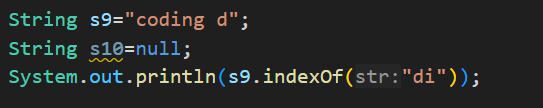 String s9="coding d";
String s10=null;
System.out.println(s9.indexOf(str:"di"));